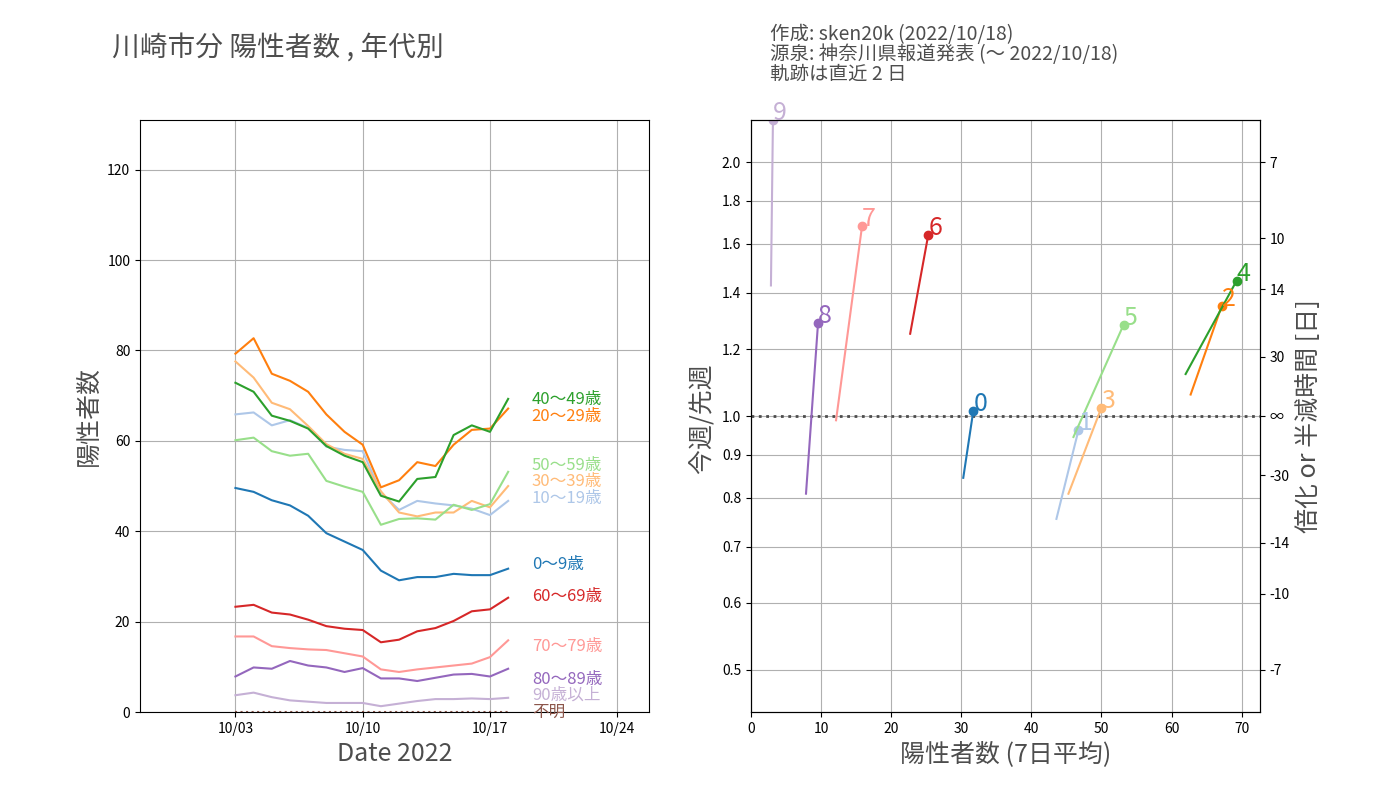 川崎市分 陽性者数 , 年代別
作成: sken20k (2022/10/18)
源泉: 神奈川県報道発表 (〜 2022/10/18)
軌跡は直近 2 日
陽性者数
120
100
80
60
40
20
0
10/03
10/10
10/17
10/24
Date 2022
40〜49歳
20〜29歳
50〜59歳
30〜39歳
10〜19歳
0〜9歳
60〜69歳
70〜79歳
80〜89歳
90歳以上
不明
今週/先週
2.0
1.8
1.6
1.4
1.2
1.0
0.9
0.8
0.7
0.6
0.5
9
7
6
4
2
8
5
0
3
1
0
10
20
30
40
50
60
70
陽性者数 (7日平均)
7
10
14
30
∞
-30
-14
-10
-7
倍化 or 半減時間 [日]